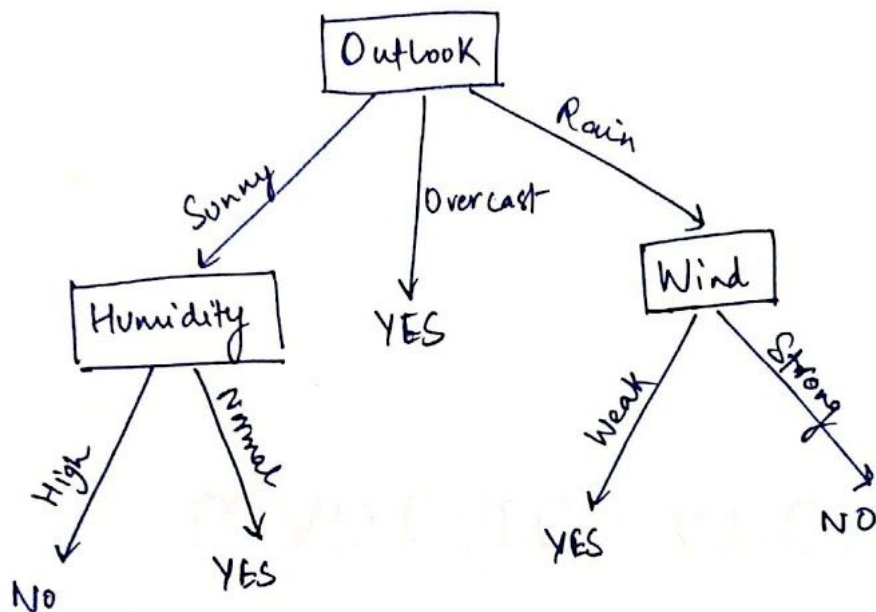 Outlook
Sunny
Overcast
Rain
Humidity
YES
Wind
High
Normal
Weak
Strong
NO
YES
YES
NO